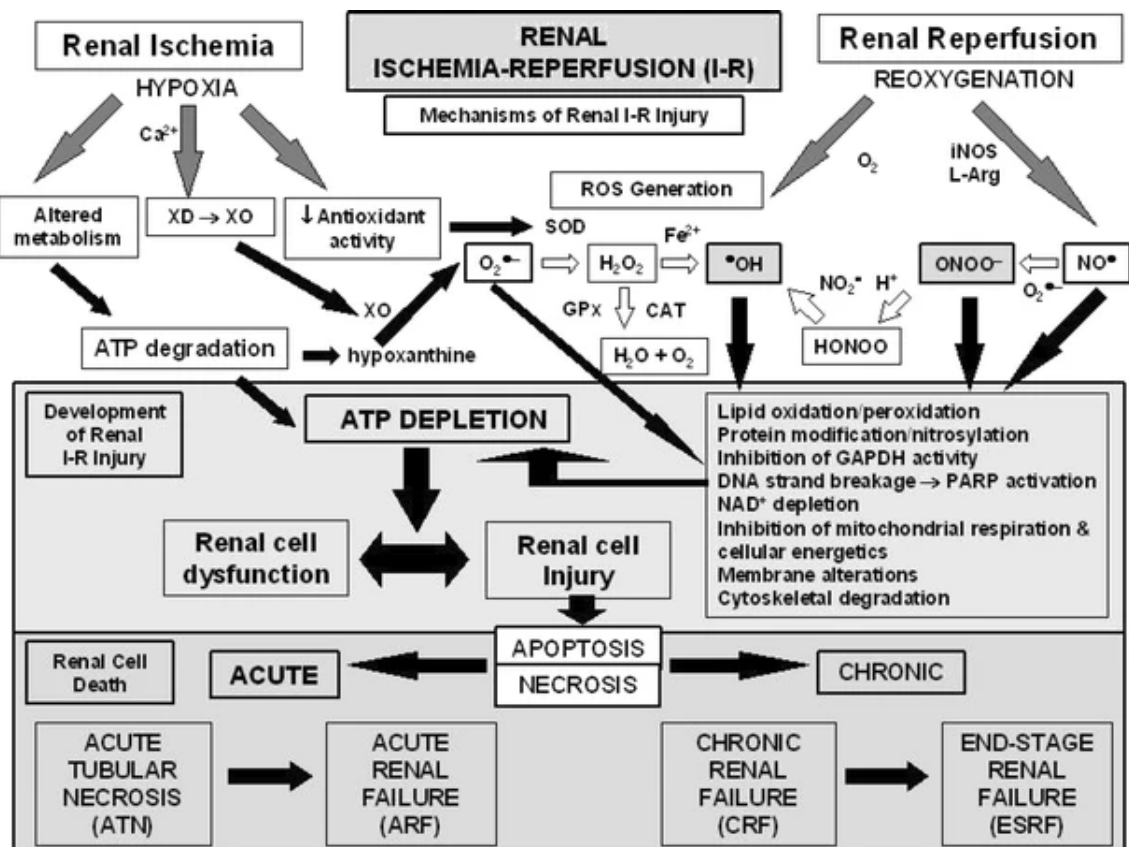 Renal Ischemia
HYPOXIA
RENAL
ISCHEMIA-REPERFUSION (I-R)
Mechanisms of Renal I-R Injury
Renal Reperfusion
REOXYGENATION
Ca²⁺
O₂
iNOS
L-Arg
Altered
metabolism
XD → XO
↓ Antioxidant
activity
ROS Generation
SOD
Fe²⁺
O₂•–
H₂O₂
•OH
ONOO–
NO•
NO₂•
H⁺
O₂•–
XO
GPx
CAT
HONOO
ATP degradation
hypoxanthine
H₂O + O₂
Development
of Renal
I-R Injury
ATP DEPLETION
Lipid oxidation/peroxidation
Protein modification/nitrosylation
Inhibition of GAPDH activity
DNA strand breakage → PARP activation
NAD⁺ depletion
Inhibition of mitochondrial respiration &
cellular energetics
Membrane alterations
Cytoskeletal degradation
Renal cell
dysfunction
Renal cell
Injury
Renal Cell
Death
ACUTE
APOPTOSIS
NECROSIS
CHRONIC
ACUTE
TUBULAR
NECROSIS
(ATN)
ACUTE
RENAL
FAILURE
(ARF)
CHRONIC
RENAL
FAILURE
(CRF)
END-STAGE
RENAL
FAILURE
(ESRF)